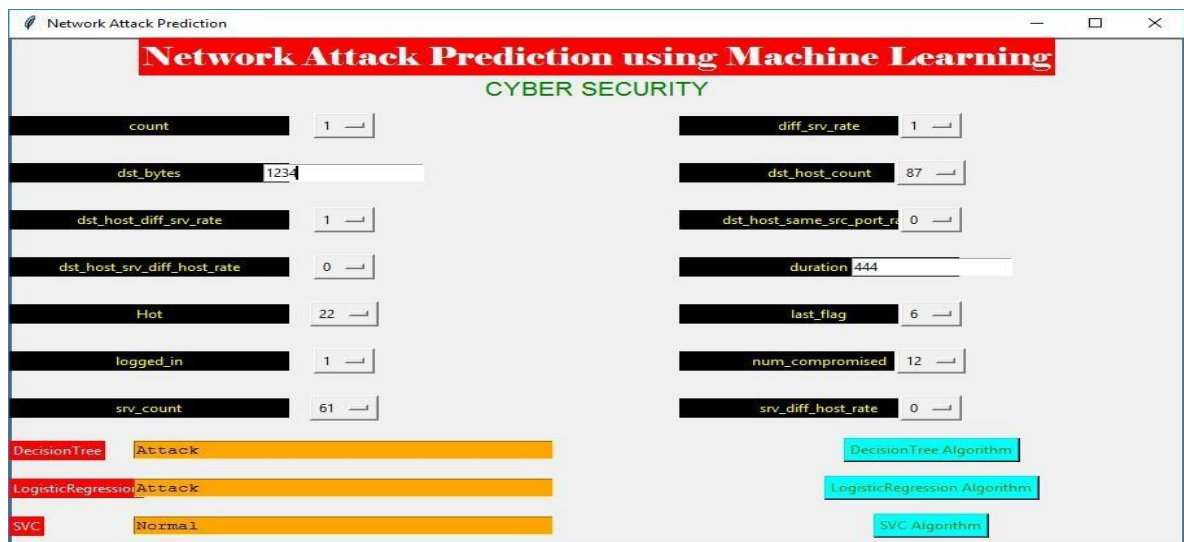 Network Attack Prediction
Network Attack Prediction using Machine Learning
CYBER SECURITY
count 1 diff_srv_rate 1
dst_bytes 1234 dst_host_count 87
dst_host_diff_srv_rate 1 dst_host_same_src_port_ra 0
dst_host_srv_diff_host_rate 0 duration 444
Hot 22 last_flag 6
logged_in 1 num_compromised 12
srv_count 61 srv_diff_host_rate 0
DecisionTree Attack DecisionTree Algorithm
LogisticRegressio Attack LogisticRegression Algorithm
SVC Normal SVC Algorithm